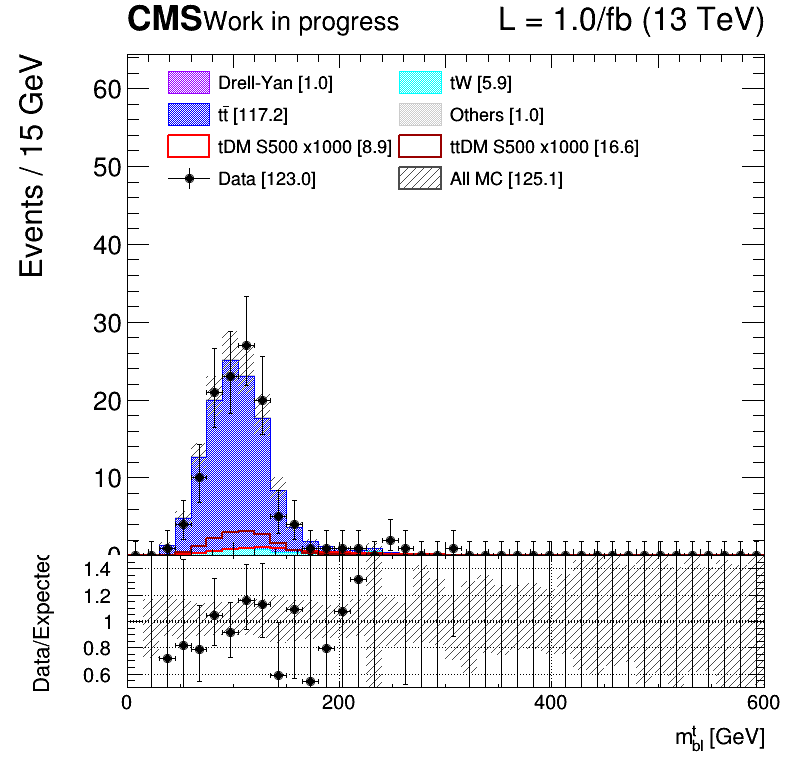 CMS Work in progress L = 1.0/fb (13 TeV)
Events / 15 GeV
60
50
40
30
20
10
0
Drell-Yan [1.0]
tW [5.9]
tt̄ [117.2]
Others [1.0]
tDM S500 x1000 [8.9]
ttDM S500 x1000 [16.6]
Data [123.0]
All MC [125.1]
Data/Expected
1.4
1.2
1
0.8
0.6
0 200 400 600
m^t_bl [GeV]